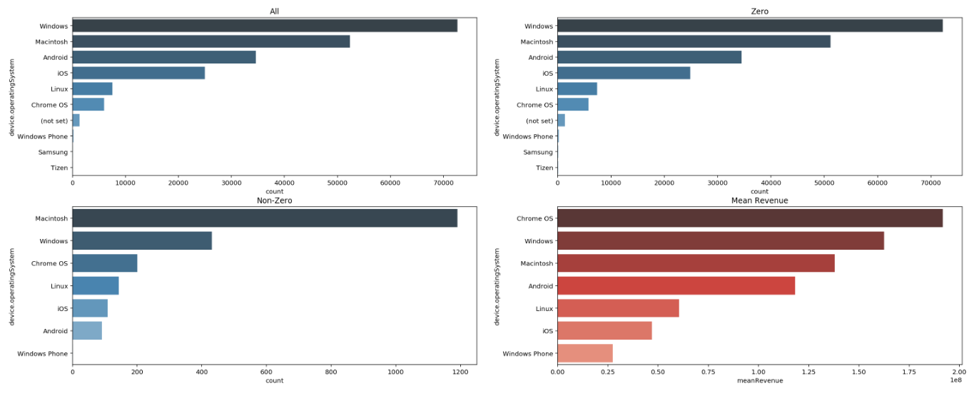 All
Windows
Macintosh
Android
iOS
Linux
Chrome OS
(not set)
Windows Phone
Samsung
Tizen
device.operatingSystem
0 10000 20000 30000 40000 50000 60000 70000
count
Zero
Windows
Macintosh
Android
iOS
Linux
Chrome OS
(not set)
Windows Phone
Samsung
Tizen
device.operatingSystem
0 10000 20000 30000 40000 50000 60000 70000
count
Non-Zero
Macintosh
Windows
Chrome OS
Linux
iOS
Android
Windows Phone
device.operatingSystem
0 200 400 600 800 1000 1200
count
Mean Revenue
Chrome OS
Windows
Macintosh
Android
Linux
iOS
Windows Phone
device.operatingSystem
0.00 0.25 0.50 0.75 1.00 1.25 1.50 1.75 2.00
1e8
meanRevenue